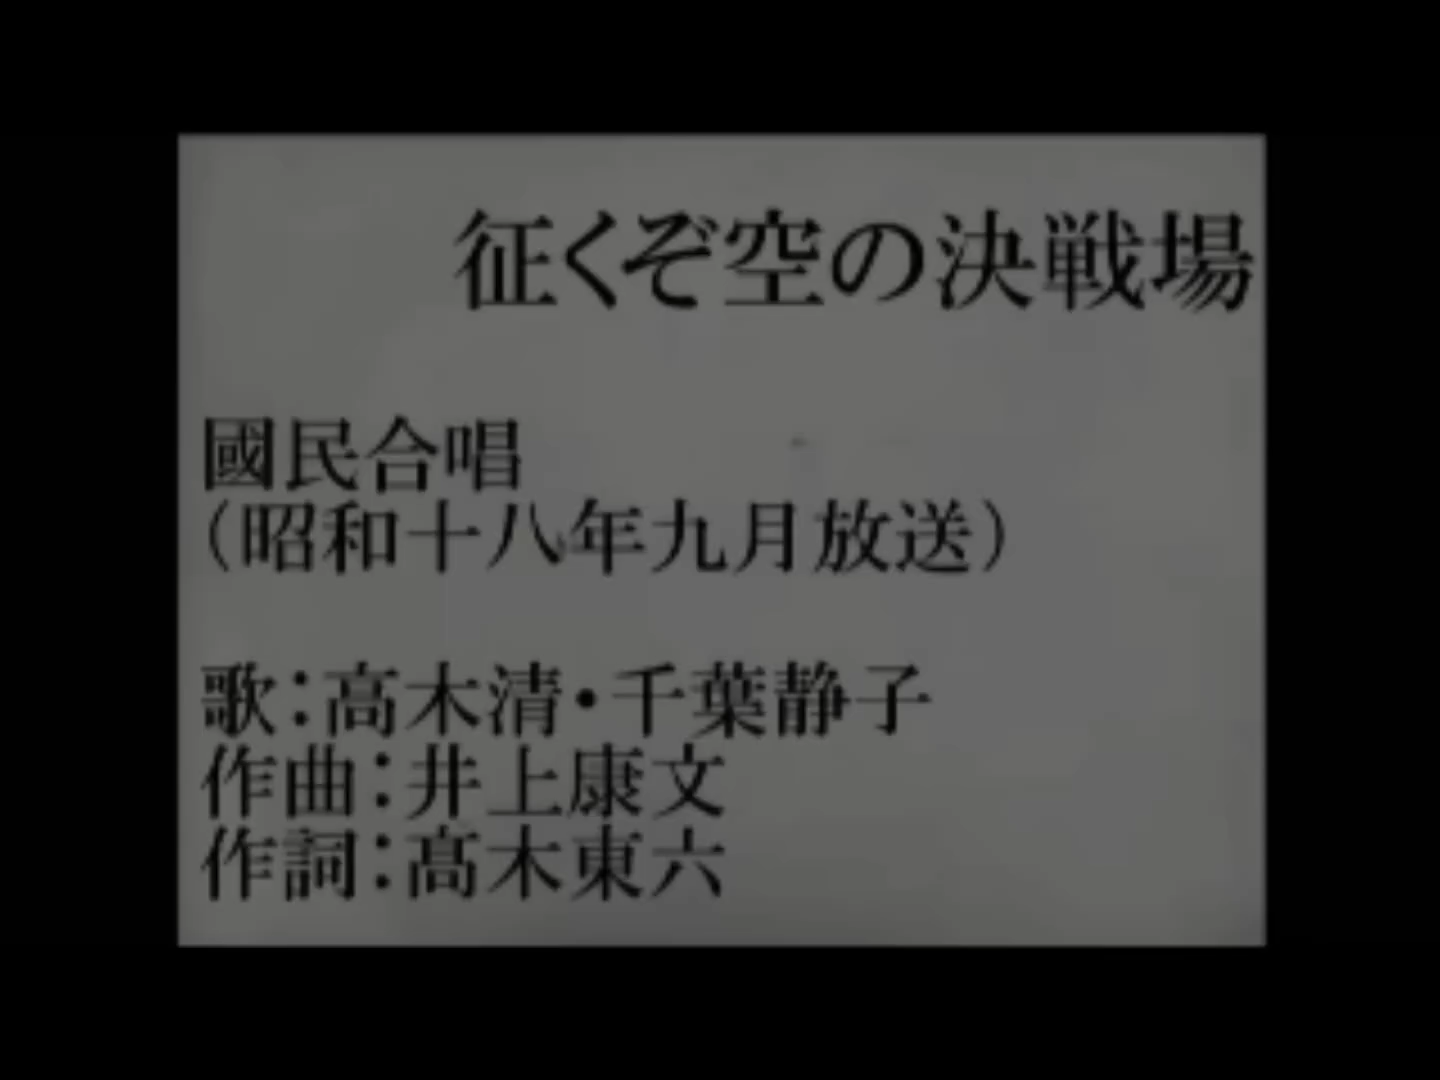 征くぞ空の決戦場
國民合唱
（昭和十八年九月放送）
歌：高木清・千葉静子
作曲：井上康文
作詞：髙木東六